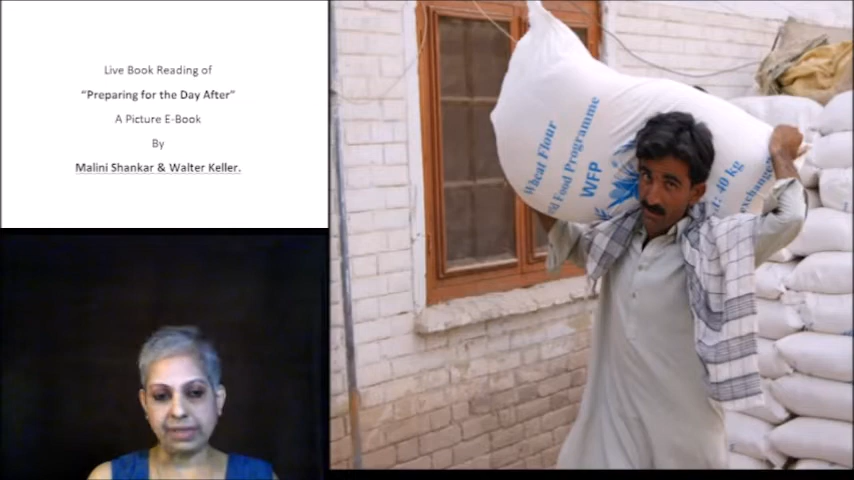 Live Book Reading of
“Preparing for the Day After”
A Picture E-Book
By
Malini Shankar & Walter Keller.
Wheat Flour
Food Programme
WFP
40 kg